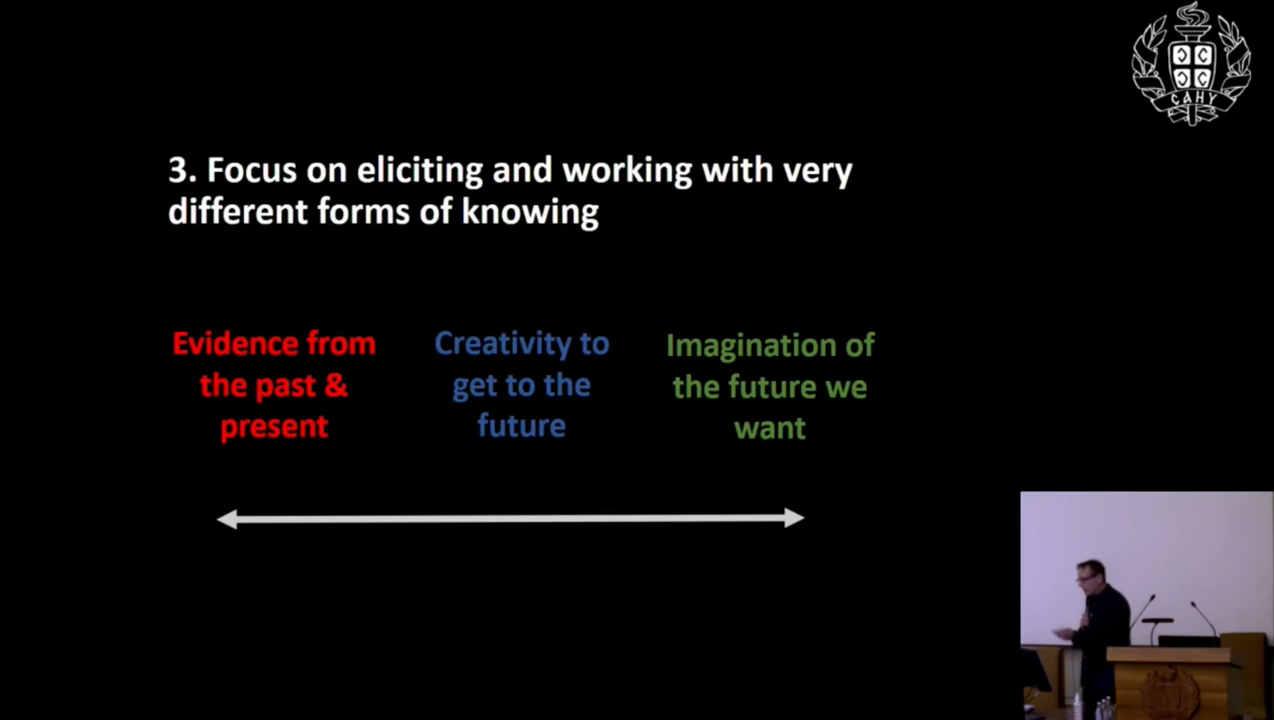 САНУ
3. Focus on eliciting and working with very
different forms of knowing
Evidence from
the past &
present
Creativity to
get to the
future
Imagination of
the future we
want